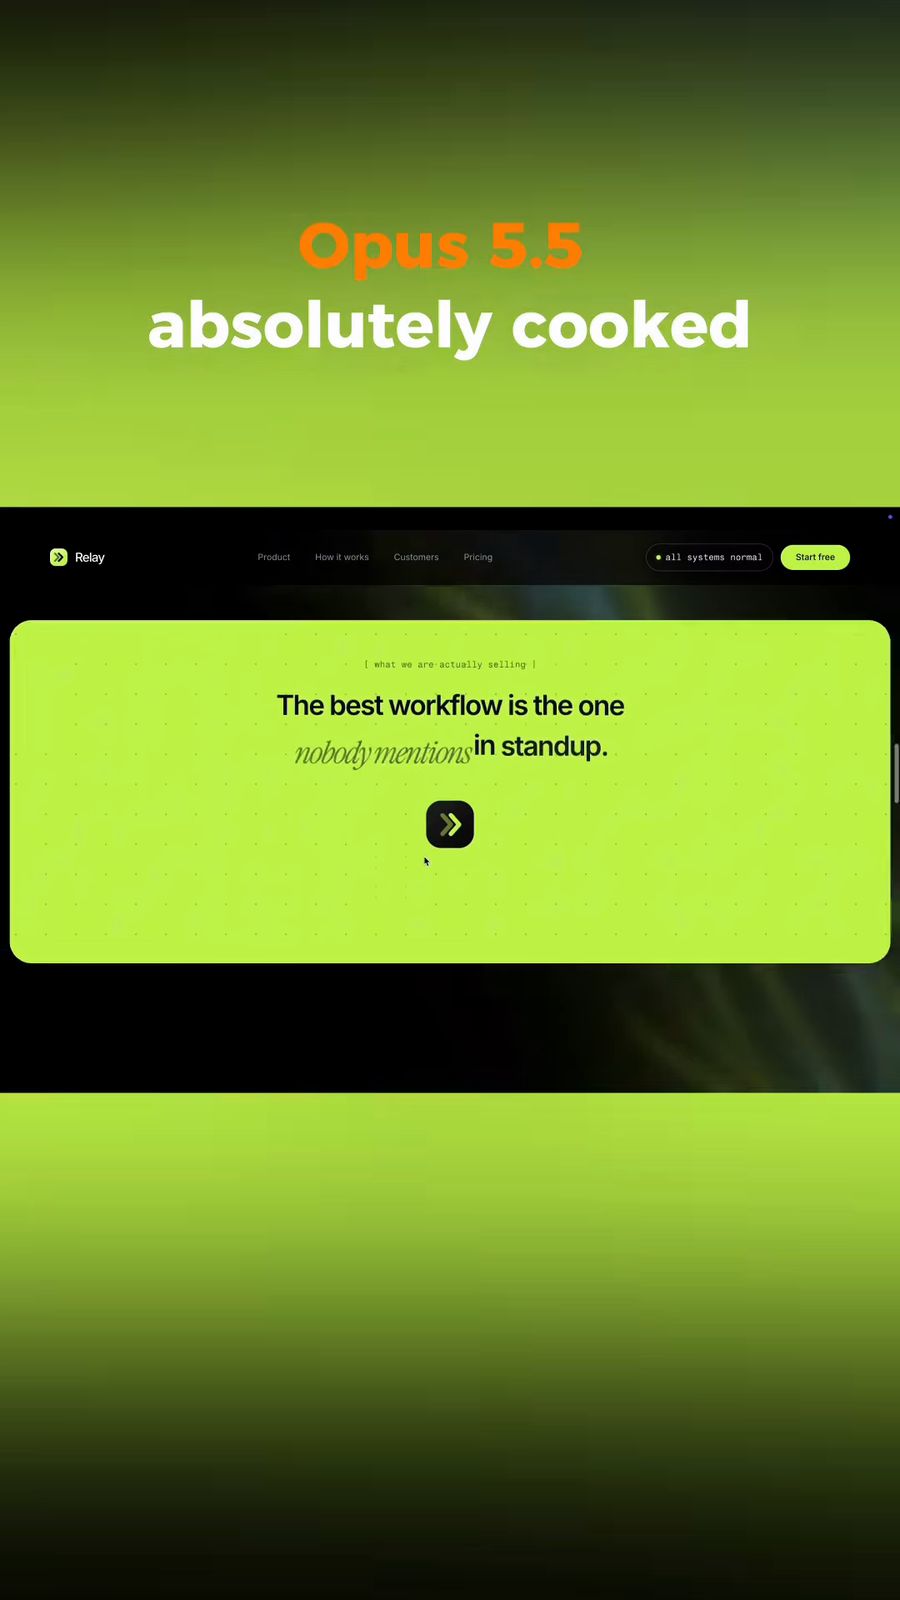 Opus 5.5
absolutely cooked
Relay
Product
How it works
Customers
Pricing
all systems normal
Start free
[ what we are actually selling ]
The best workflow is the one
nobody mentions in standup.